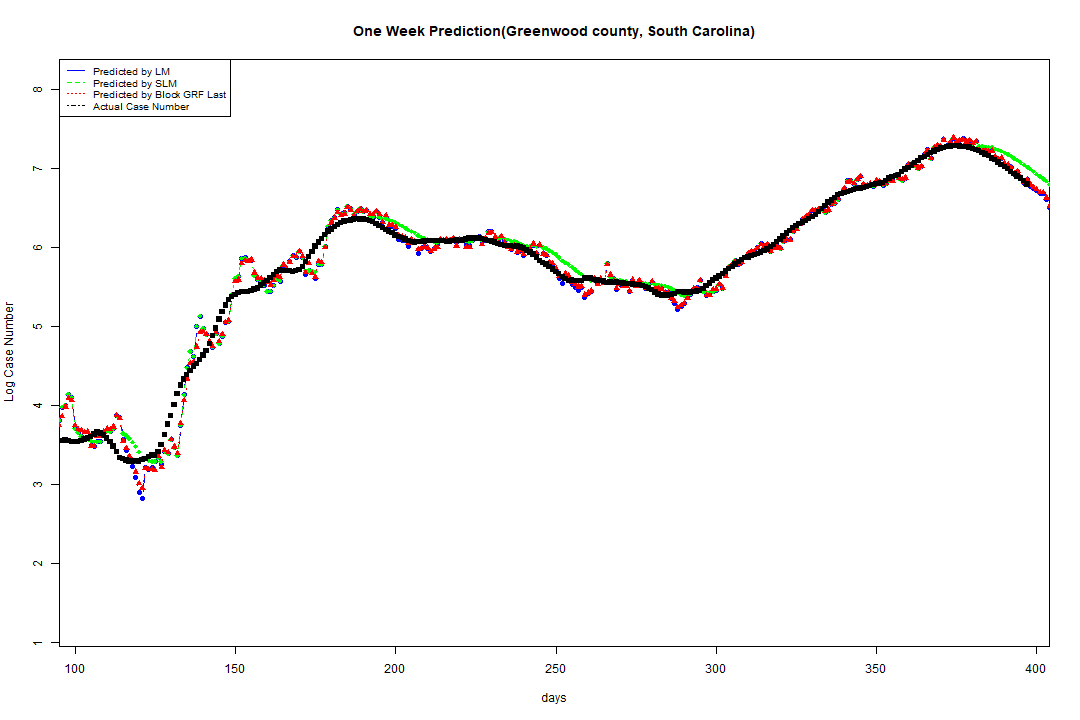 One Week Prediction(Greenwood county, South Carolina)
Predicted by LM
Predicted by SLM
Predicted by Block GRF Last
Actual Case Number
8
7
6
5
4
3
2
1
Log Case Number
100 150 200 250 300 350 400
days